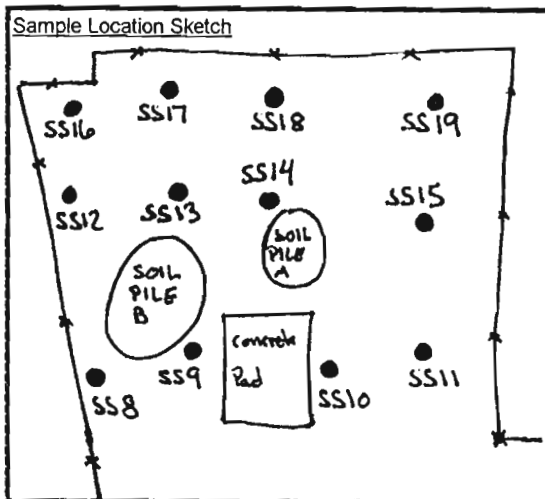 Sample Location Sketch
SS16
SS17
SS18
SS19
SS12
SS13
SS14
SS15
SOIL
PILE
A
SOIL
PILE
B
concrete
Pad
SS8
SS9
SS10
SS11